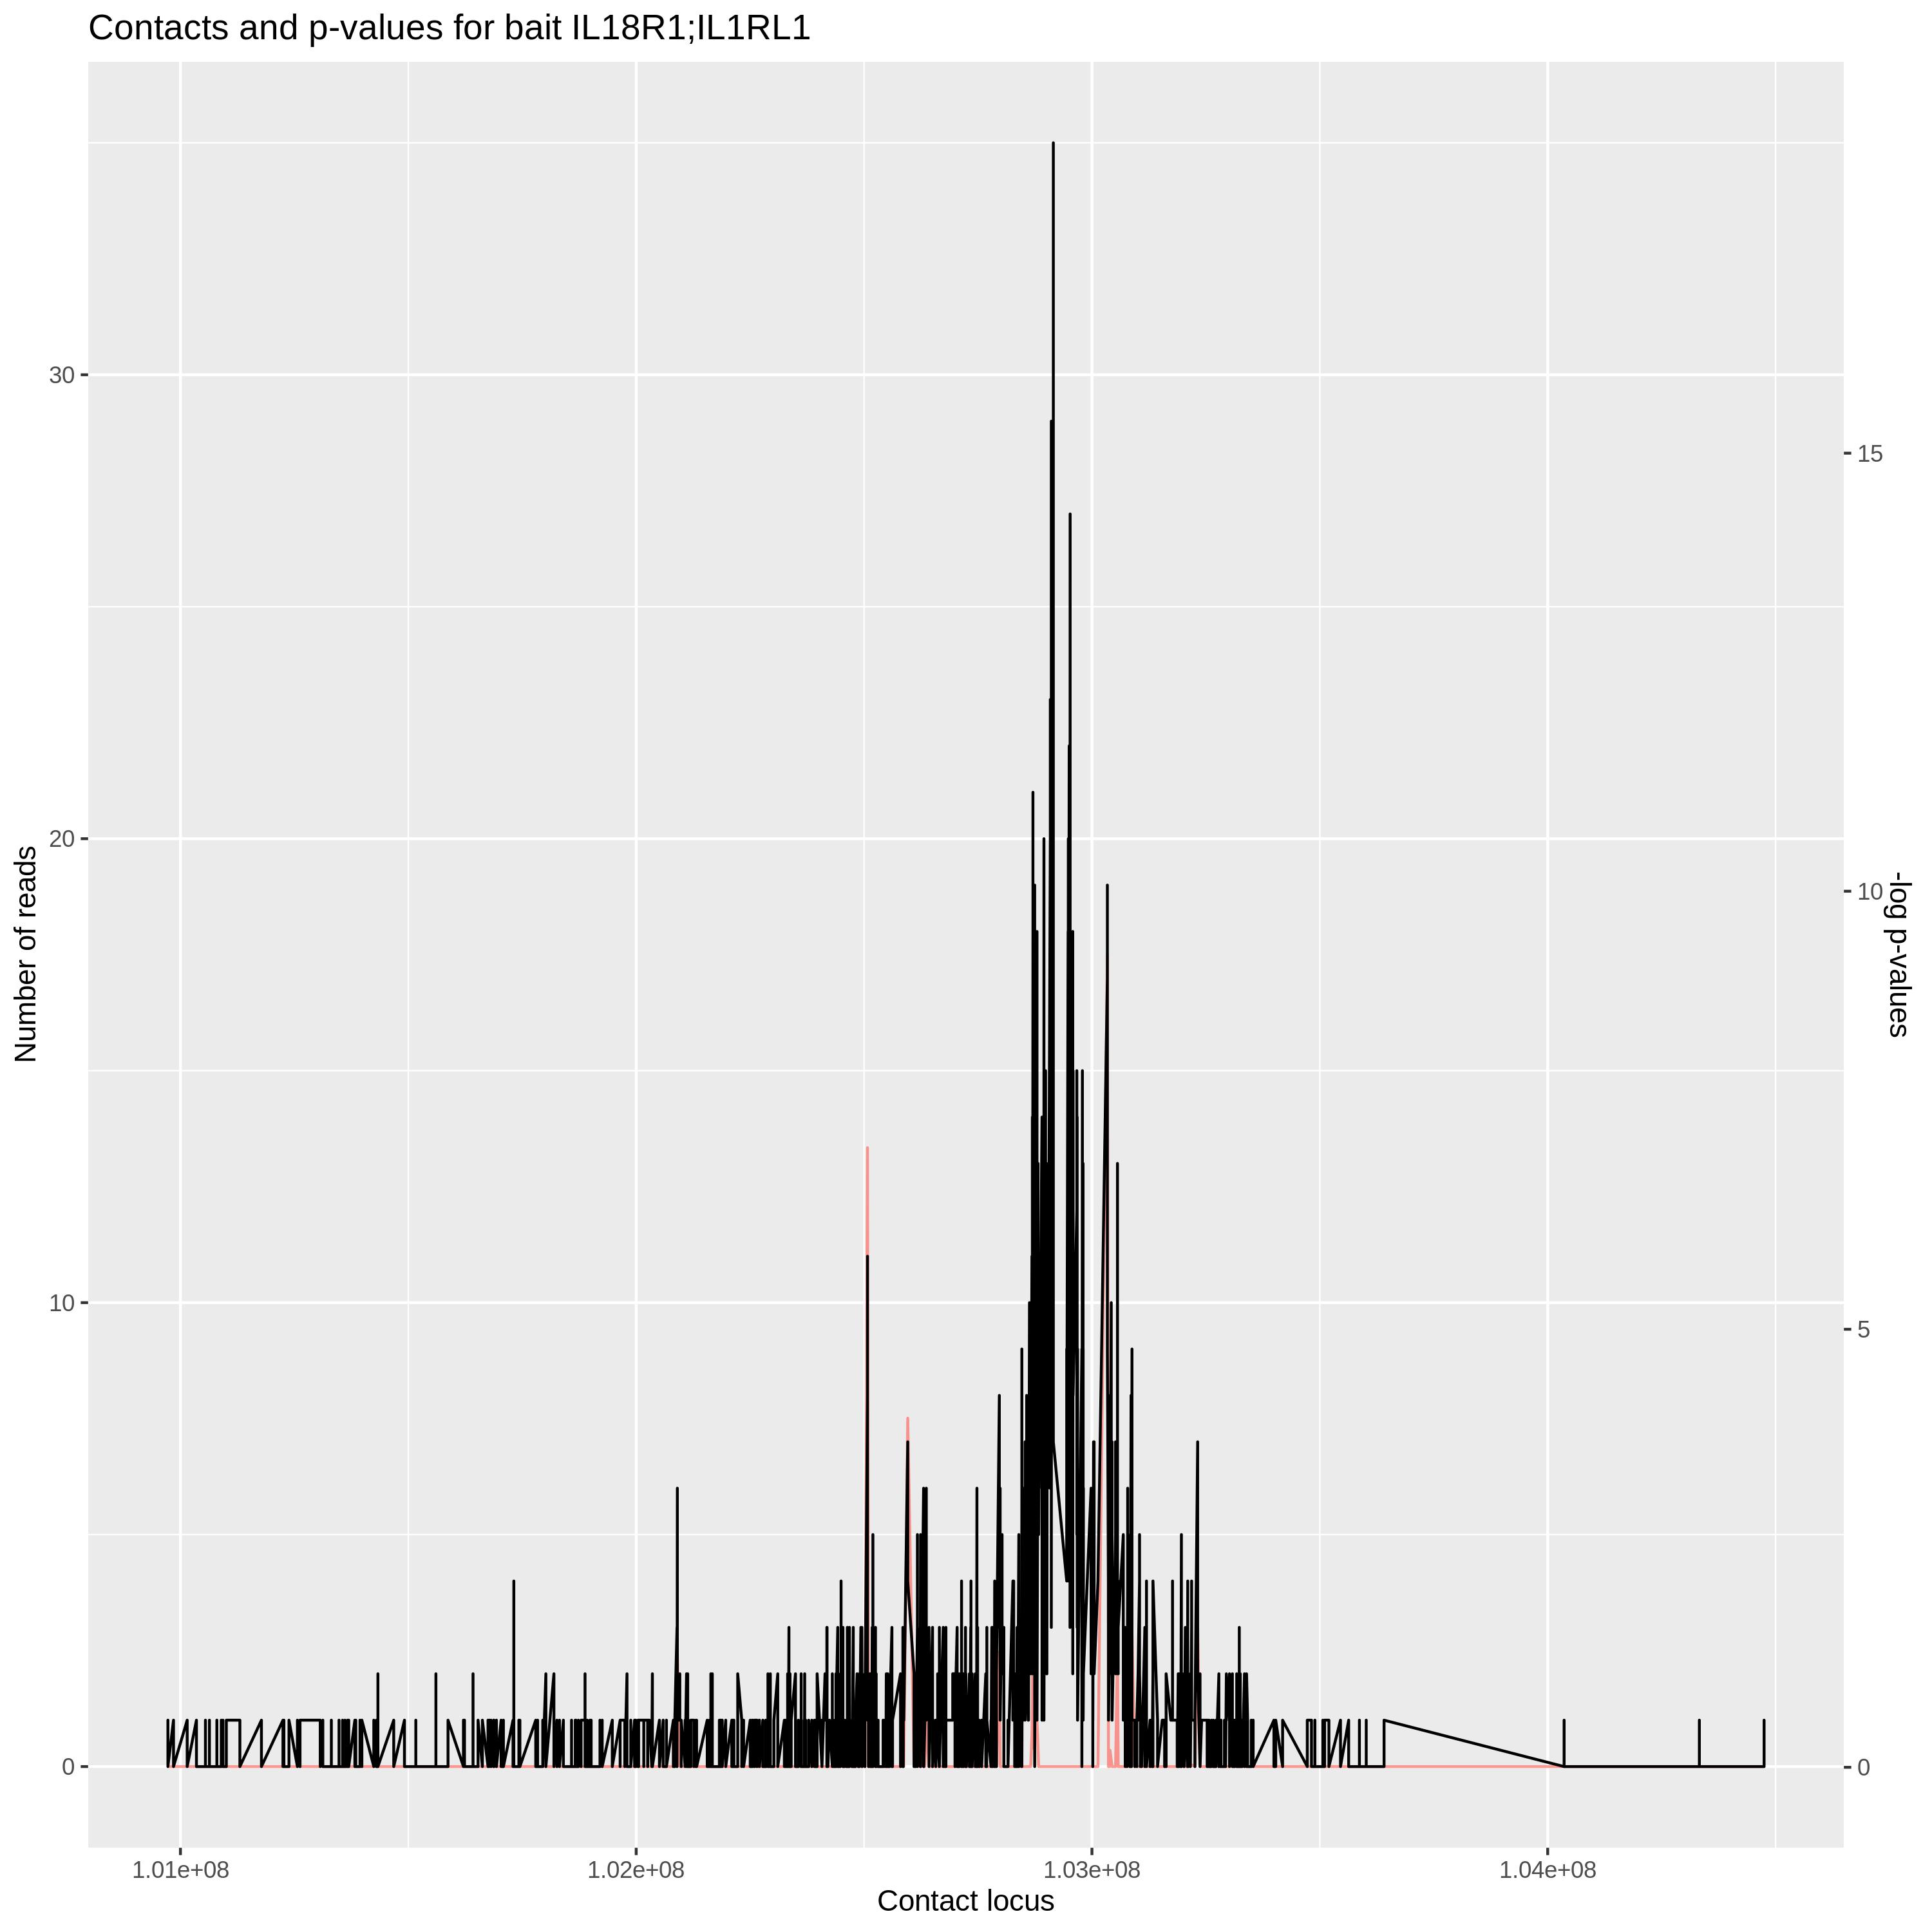 Contacts and p-values for bait IL18R1;IL1RL1
30
20
10
0
Number of reads
15
10
5
0
-log p-values
1.01e+08
1.02e+08
1.03e+08
1.04e+08
Contact locus